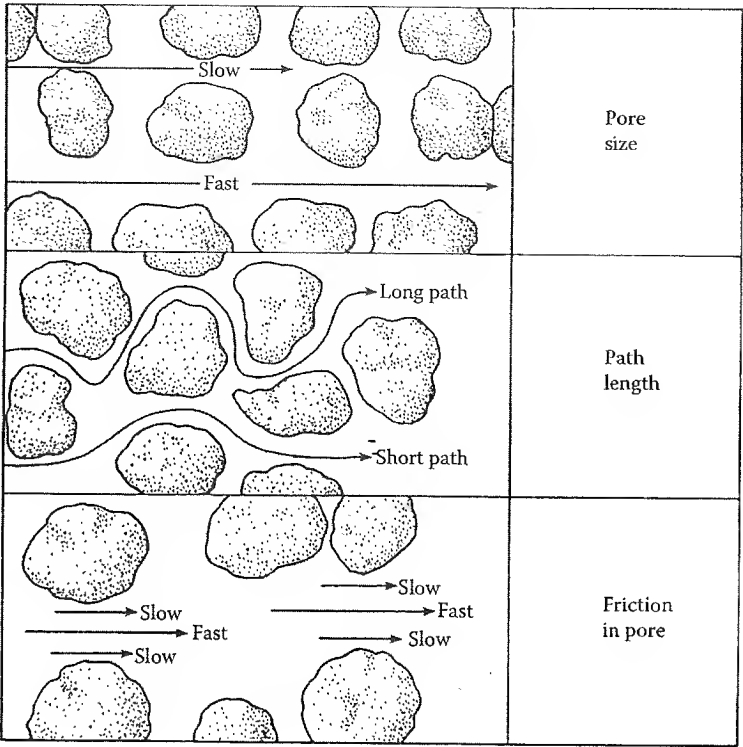 Slow
Fast
Pore
size
Long path
Short path
Path
length
Slow
Fast
Slow
Slow
Fast
Slow
Friction
in pore